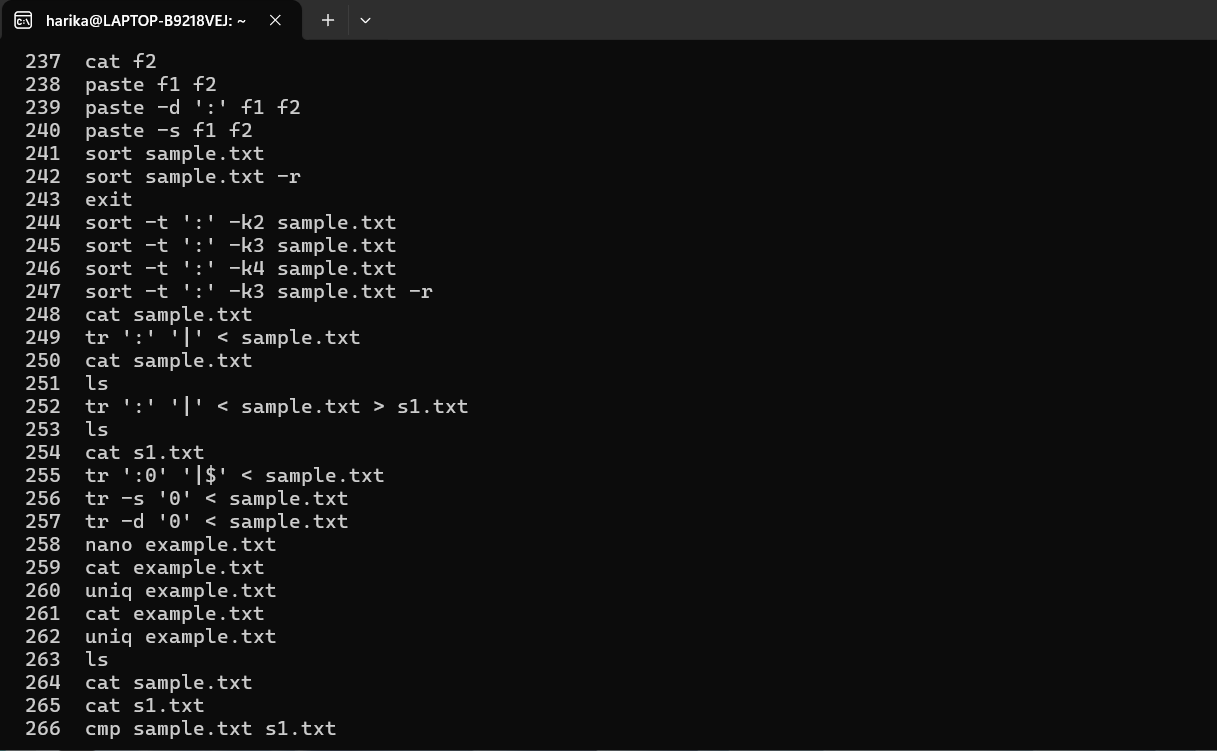 harika@LAPTOP-B9218VEJ: ~
237 cat f2
238 paste f1 f2
239 paste -d ':' f1 f2
240 paste -s f1 f2
241 sort sample.txt
242 sort sample.txt -r
243 exit
244 sort -t ':' -k2 sample.txt
245 sort -t ':' -k3 sample.txt
246 sort -t ':' -k4 sample.txt
247 sort -t ':' -k3 sample.txt -r
248 cat sample.txt
249 tr ':' '|' < sample.txt
250 cat sample.txt
251 ls
252 tr ':' '|' < sample.txt > s1.txt
253 ls
254 cat s1.txt
255 tr ':0' '|$' < sample.txt
256 tr -s '0' < sample.txt
257 tr -d '0' < sample.txt
258 nano example.txt
259 cat example.txt
260 uniq example.txt
261 cat example.txt
262 uniq example.txt
263 ls
264 cat sample.txt
265 cat s1.txt
266 cmp sample.txt s1.txt